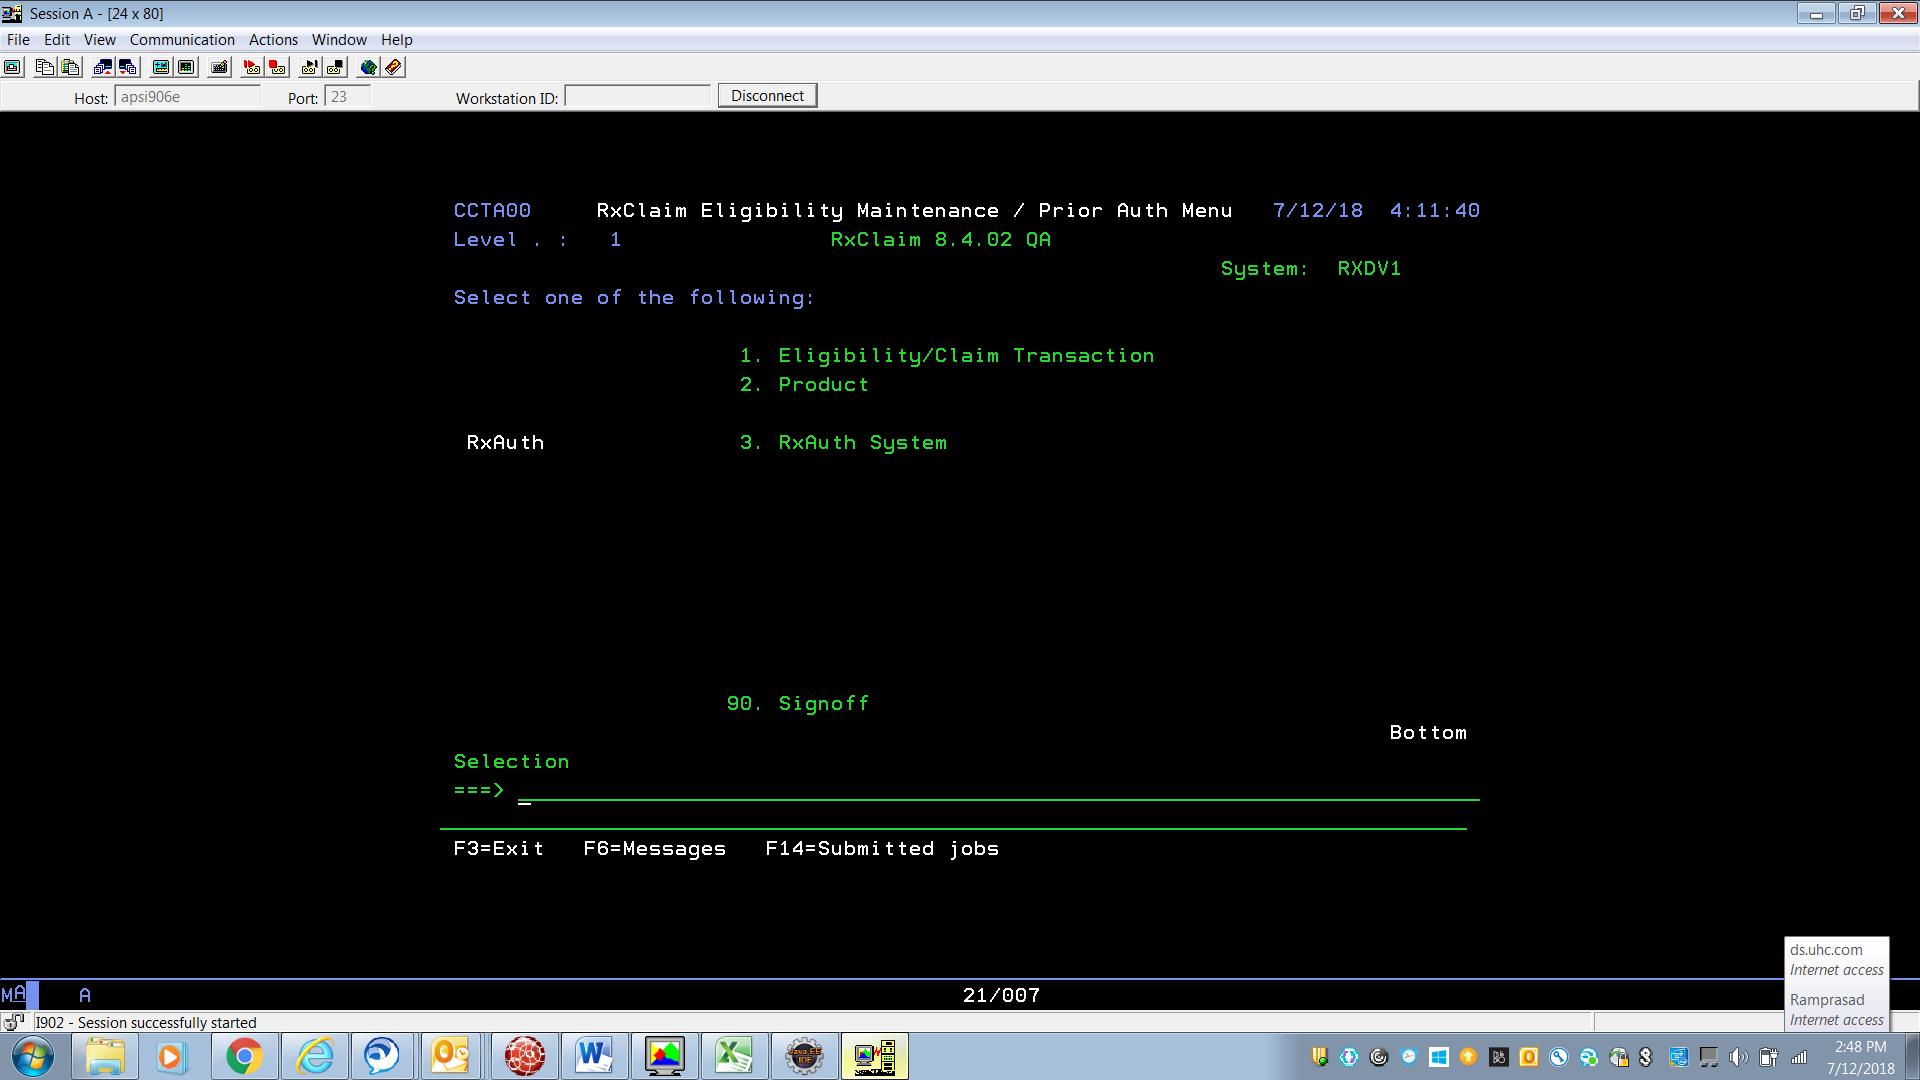 Session A - [24 x 80]
File Edit View Communication Actions Window Help
Host: apsi906e Port: 23 Workstation ID: Disconnect
CCTA00 RxClaim Eligibility Maintenance / Prior Auth Menu 7/12/18 4:11:40
Level . : 1 RxClaim 8.4.02 QA
System: RXDV1
Select one of the following:
1. Eligibility/Claim Transaction
2. Product
RxAuth 3. RxAuth System
90. Signoff
Bottom
Selection
===>
F3=Exit F6=Messages F14=Submitted jobs
ds.uhc.com
Internet access
Ramprasad
Internet access
MA A 21/007
I902 - Session successfully started
2:48 PM
7/12/2018